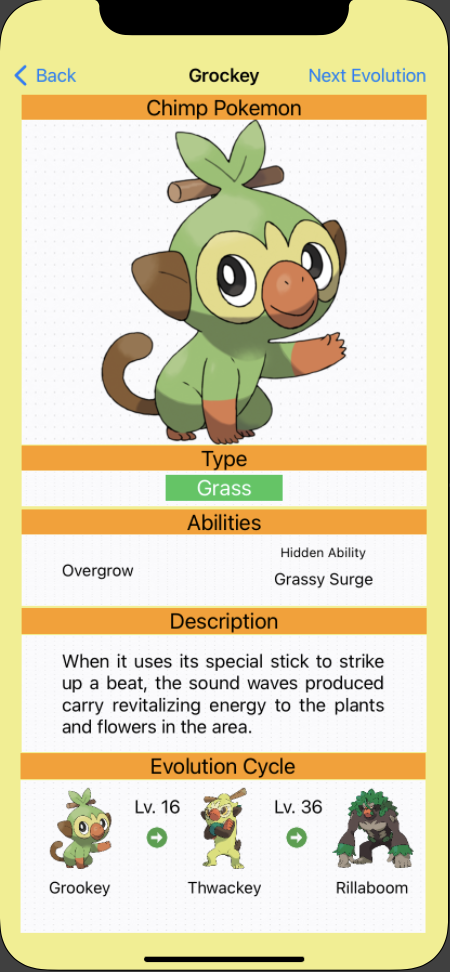 Back Grockey Next Evolution
Chimp Pokemon
Type
Grass
Abilities
Hidden Ability
Overgrow
Grassy Surge
Description
When it uses its special stick to strike
up a beat, the sound waves produced
carry revitalizing energy to the plants
and flowers in the area.
Evolution Cycle
Lv. 16 Lv. 36
Grookey Thwackey Rillaboom